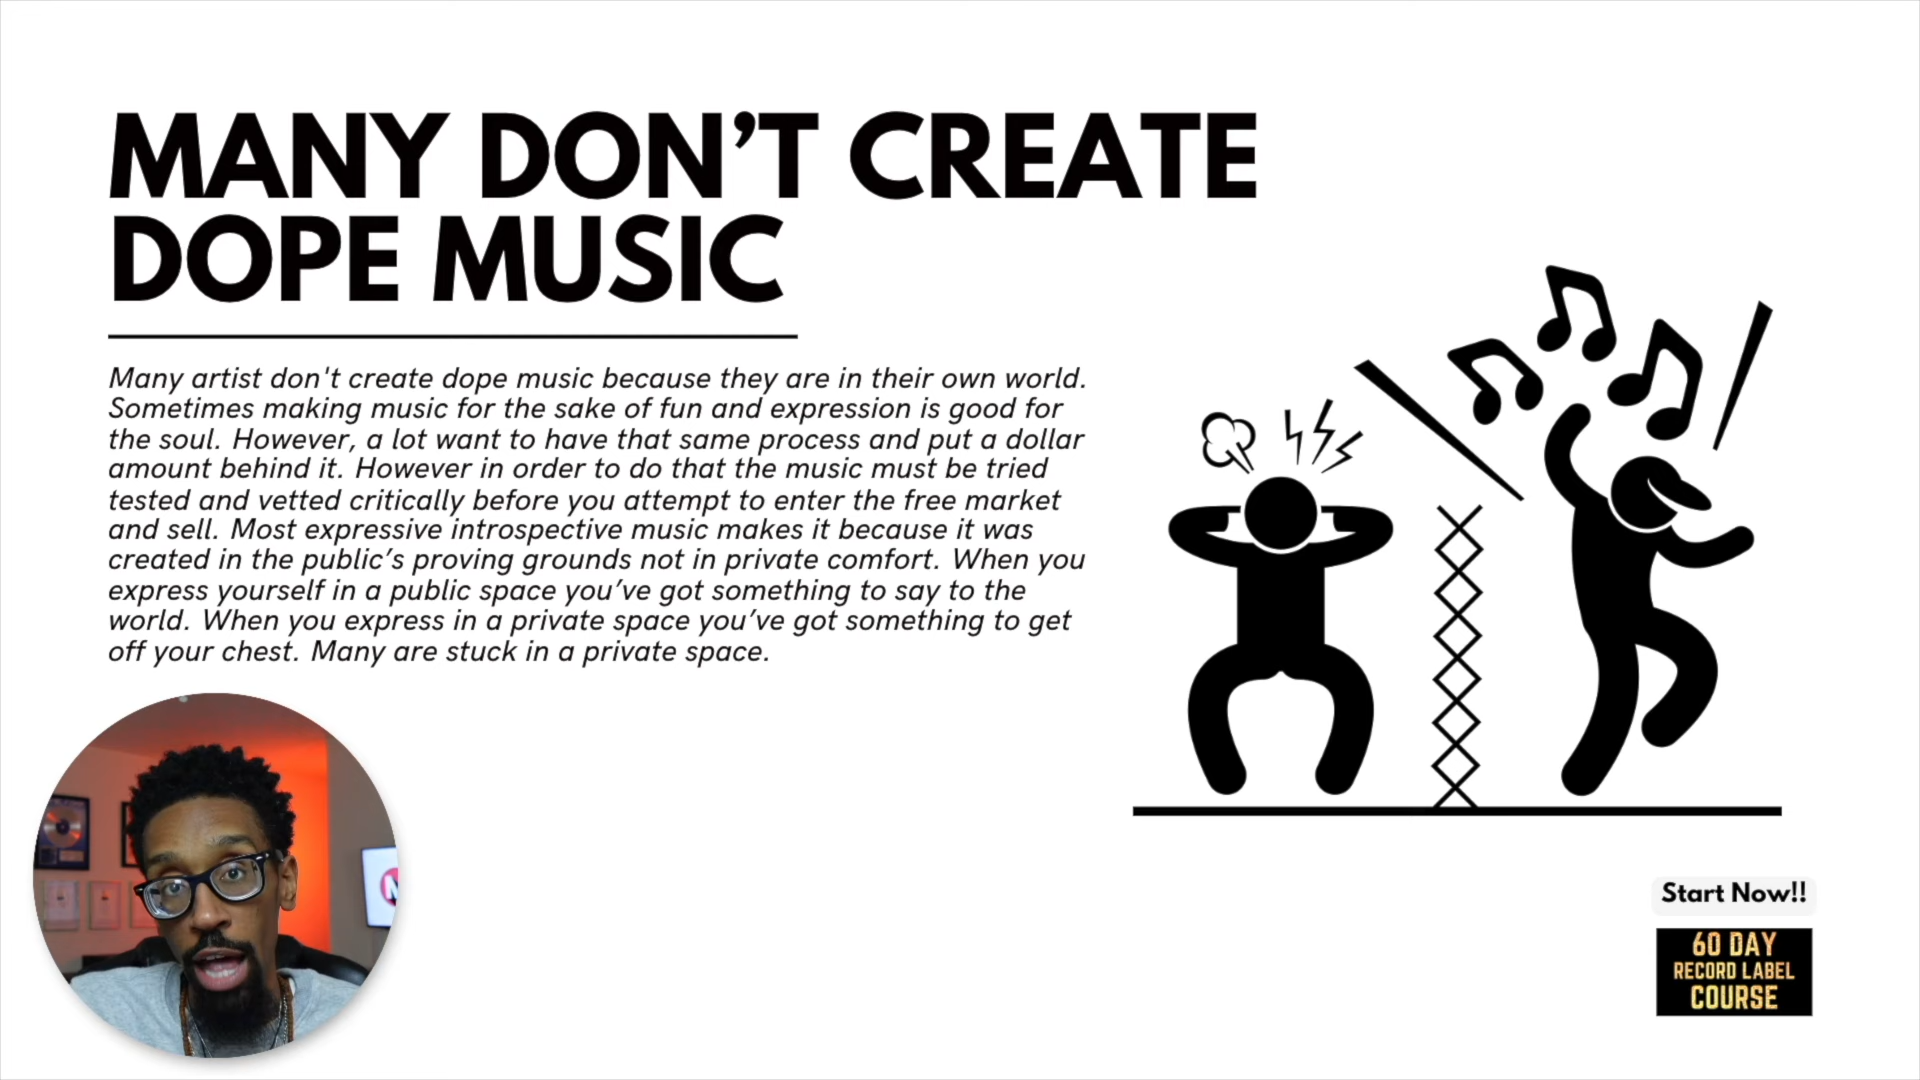 MANY DON’T CREATE
DOPE MUSIC
Many artist don't create dope music because they are in their own world.
Sometimes making music for the sake of fun and expression is good for
the soul. However, a lot want to have that same process and put a dollar
amount behind it. However in order to do that the music must be tried
tested and vetted critically before you attempt to enter the free market
and sell. Most expressive introspective music makes it because it was
created in the public’s proving grounds not in private comfort. When you
express yourself in a public space you’ve got something to say to the
world. When you express in a private space you’ve got something to get
off your chest. Many are stuck in a private space.
Start Now!!
60 DAY
RECORD LABEL
COURSE